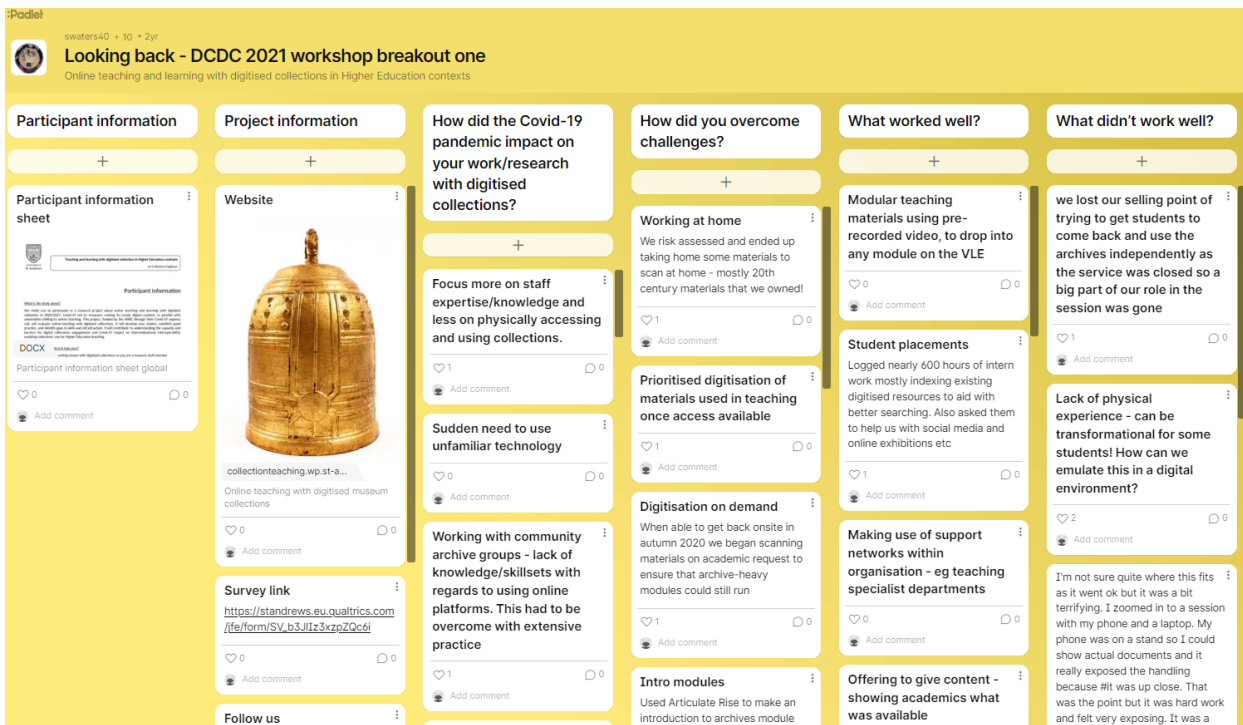 :Padlet
swaters40 + 10 • 2yr
Looking back - DCDC 2021 workshop breakout one
Online teaching and learning with digitised collections in Higher Education contexts
Participant information
+
Participant information
sheet
Teaching and learning with digitised collection in Higher Education contexts
Participant Information
What is the study about?
DOCX
Participant information sheet global
0
0
Add comment
Project information
+
Website
collectionteaching.wp.st-a...
Online teaching with digitised museum
collections
0
0
Add comment
Survey link
https://standrews.eu.qualtrics.com
/jfe/form/SV_b3JlIz3xzpZQc6i
0
0
Add comment
Follow us
How did the Covid-19
pandemic impact on
your work/research
with digitised
collections?
+
Focus more on staff
expertise/knowledge and
less on physically accessing
and using collections.
1
0
Add comment
Sudden need to use
unfamiliar technology
0
0
Add comment
Working with community
archive groups - lack of
knowledge/skillsets with
regards to using online
platforms. This had to be
overcome with extensive
practice
1
0
Add comment
How did you overcome
challenges?
+
Working at home
We risk assessed and ended up
taking home some materials to
scan at home - mostly 20th
century materials that we owned!
1
0
Add comment
Prioritised digitisation of
materials used in teaching
once access available
1
0
Add comment
Digitisation on demand
When able to get back onsite in
autumn 2020 we began scanning
materials on academic request to
ensure that archive-heavy
modules could still run
1
0
Add comment
Intro modules
Used Articulate Rise to make an
introduction to archives module
What worked well?
+
Modular teaching
materials using pre-
recorded video, to drop into
any module on the VLE
0
0
Add comment
Student placements
Logged nearly 600 hours of intern
work mostly indexing existing
digitised resources to aid with
better searching. Also asked them
to help us with social media and
online exhibitions etc
1
0
Add comment
Making use of support
networks within
organisation - eg teaching
specialist departments
0
0
Add comment
Offering to give content -
showing academics what
was available
What didn't work well?
+
we lost our selling point of
trying to get students to
come back and use the
archives independently as
the service was closed so a
big part of our role in the
session was gone
1
0
Add comment
Lack of physical
experience - can be
transformational for some
students! How can we
emulate this in a digital
environment?
2
0
Add comment
I'm not sure quite where this fits
as it went ok but it was a bit
terrifying. I zoomed in to a session
with my phone and a laptop. My
phone was on a stand so I could
show actual documents and it
really exposed the handling
because #it was up close. That
was the point but it was hard work
and felt very exposing. It was a